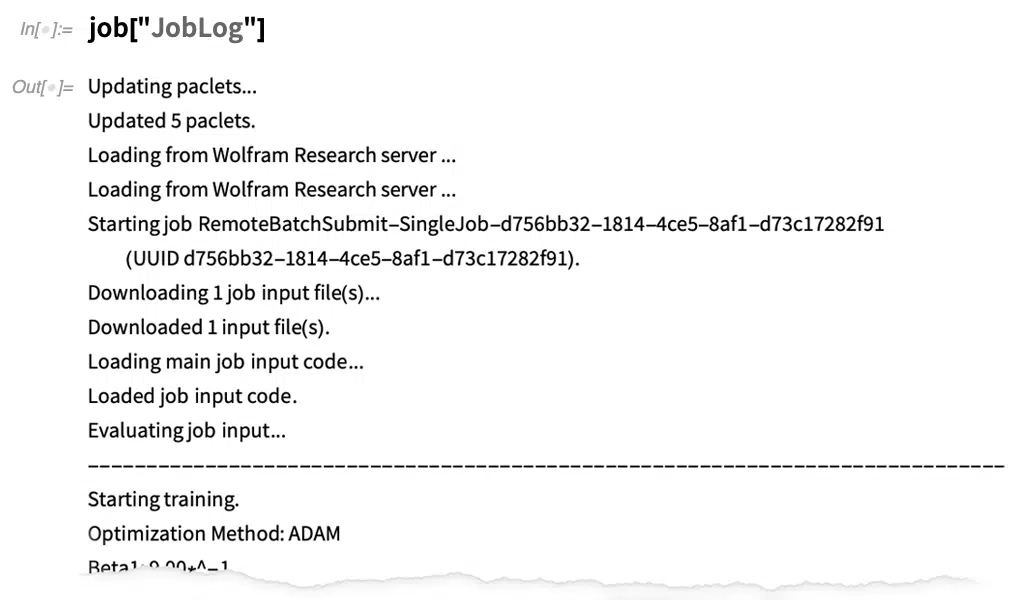 In[•]:= job["JobLog"]
Out[•]= Updating paclets...
Updated 5 paclets.
Loading from Wolfram Research server ...
Loading from Wolfram Research server ...
Starting job RemoteBatchSubmit-SingleJob-d756bb32-1814-4ce5-8af1-d73c17282f91
(UUID d756bb32-1814-4ce5-8af1-d73c17282f91).
Downloading 1 job input file(s)...
Downloaded 1 input file(s).
Loading main job input code...
Loaded job input code.
Evaluating job input...
--------------------------------------------------------------------------------
Starting training.
Optimization Method: ADAM
Beta1: